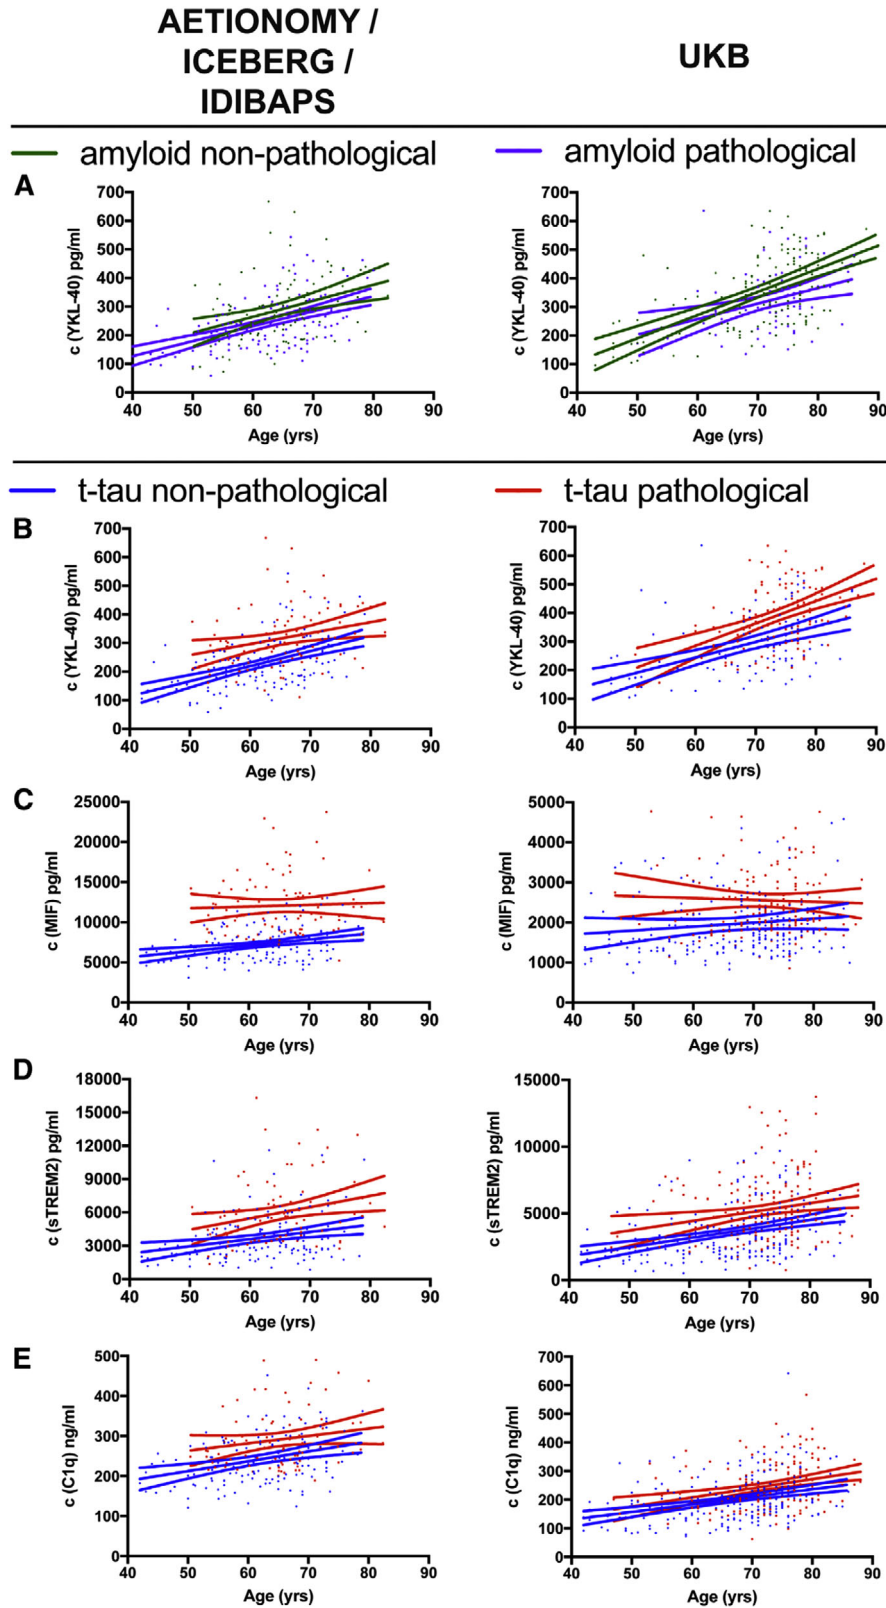 AETIONOMY /
ICEBERG /
IDIBAPS
UKB
amyloid non-pathological
amyloid pathological
A
c (YKL-40) pg/ml
700
600
500
400
300
200
100
0
40 50 60 70 80 90
Age (yrs)
c (YKL-40) pg/ml
700
600
500
400
300
200
100
0
40 50 60 70 80 90
Age (yrs)
t-tau non-pathological
t-tau pathological
B
c (YKL-40) pg/ml
700
600
500
400
300
200
100
0
40 50 60 70 80 90
Age (yrs)
c (YKL-40) pg/ml
700
600
500
400
300
200
100
0
40 50 60 70 80 90
Age (yrs)
C
c (MIF) pg/ml
25000
20000
15000
10000
5000
0
40 50 60 70 80 90
Age (yrs)
c (MIF) pg/ml
5000
4000
3000
2000
1000
0
40 50 60 70 80 90
Age (yrs)
D
c (sTREM2) pg/ml
18000
15000
12000
9000
6000
3000
0
40 50 60 70 80 90
Age (yrs)
c (sTREM2) pg/ml
15000
10000
5000
0
40 50 60 70 80 90
Age (yrs)
E
c (C1q) ng/ml
500
400
300
200
100
0
40 50 60 70 80 90
Age (yrs)
c (C1q) ng/ml
700
600
500
400
300
200
100
0
40 50 60 70 80 90
Age (yrs)